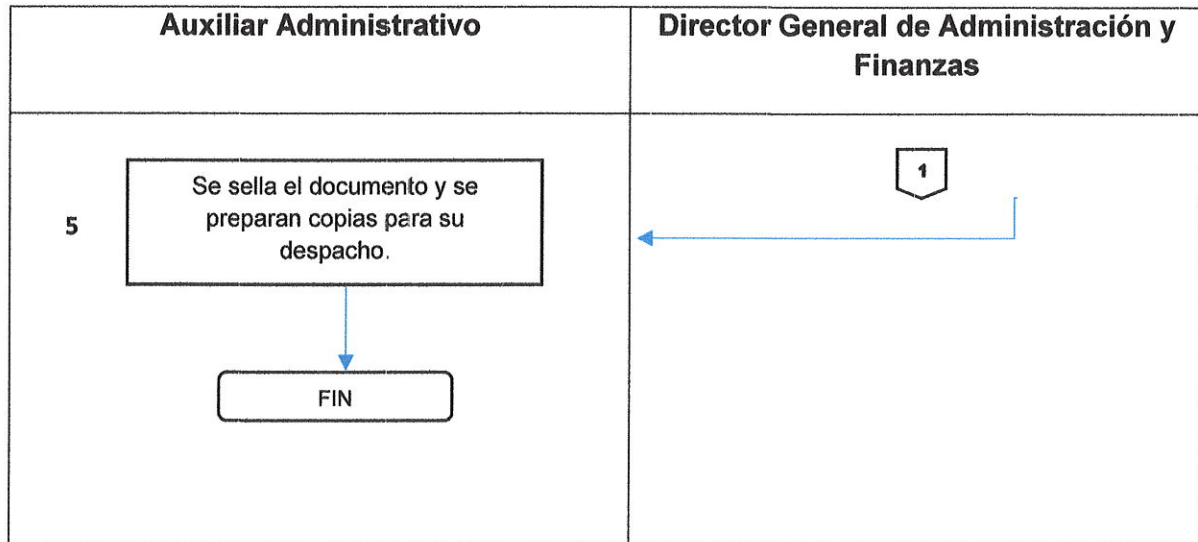 Auxiliar Administrativo
Director General de Administración y
Finanzas
1
5
Se sella el documento y se
preparan copias para su
despacho.
FIN